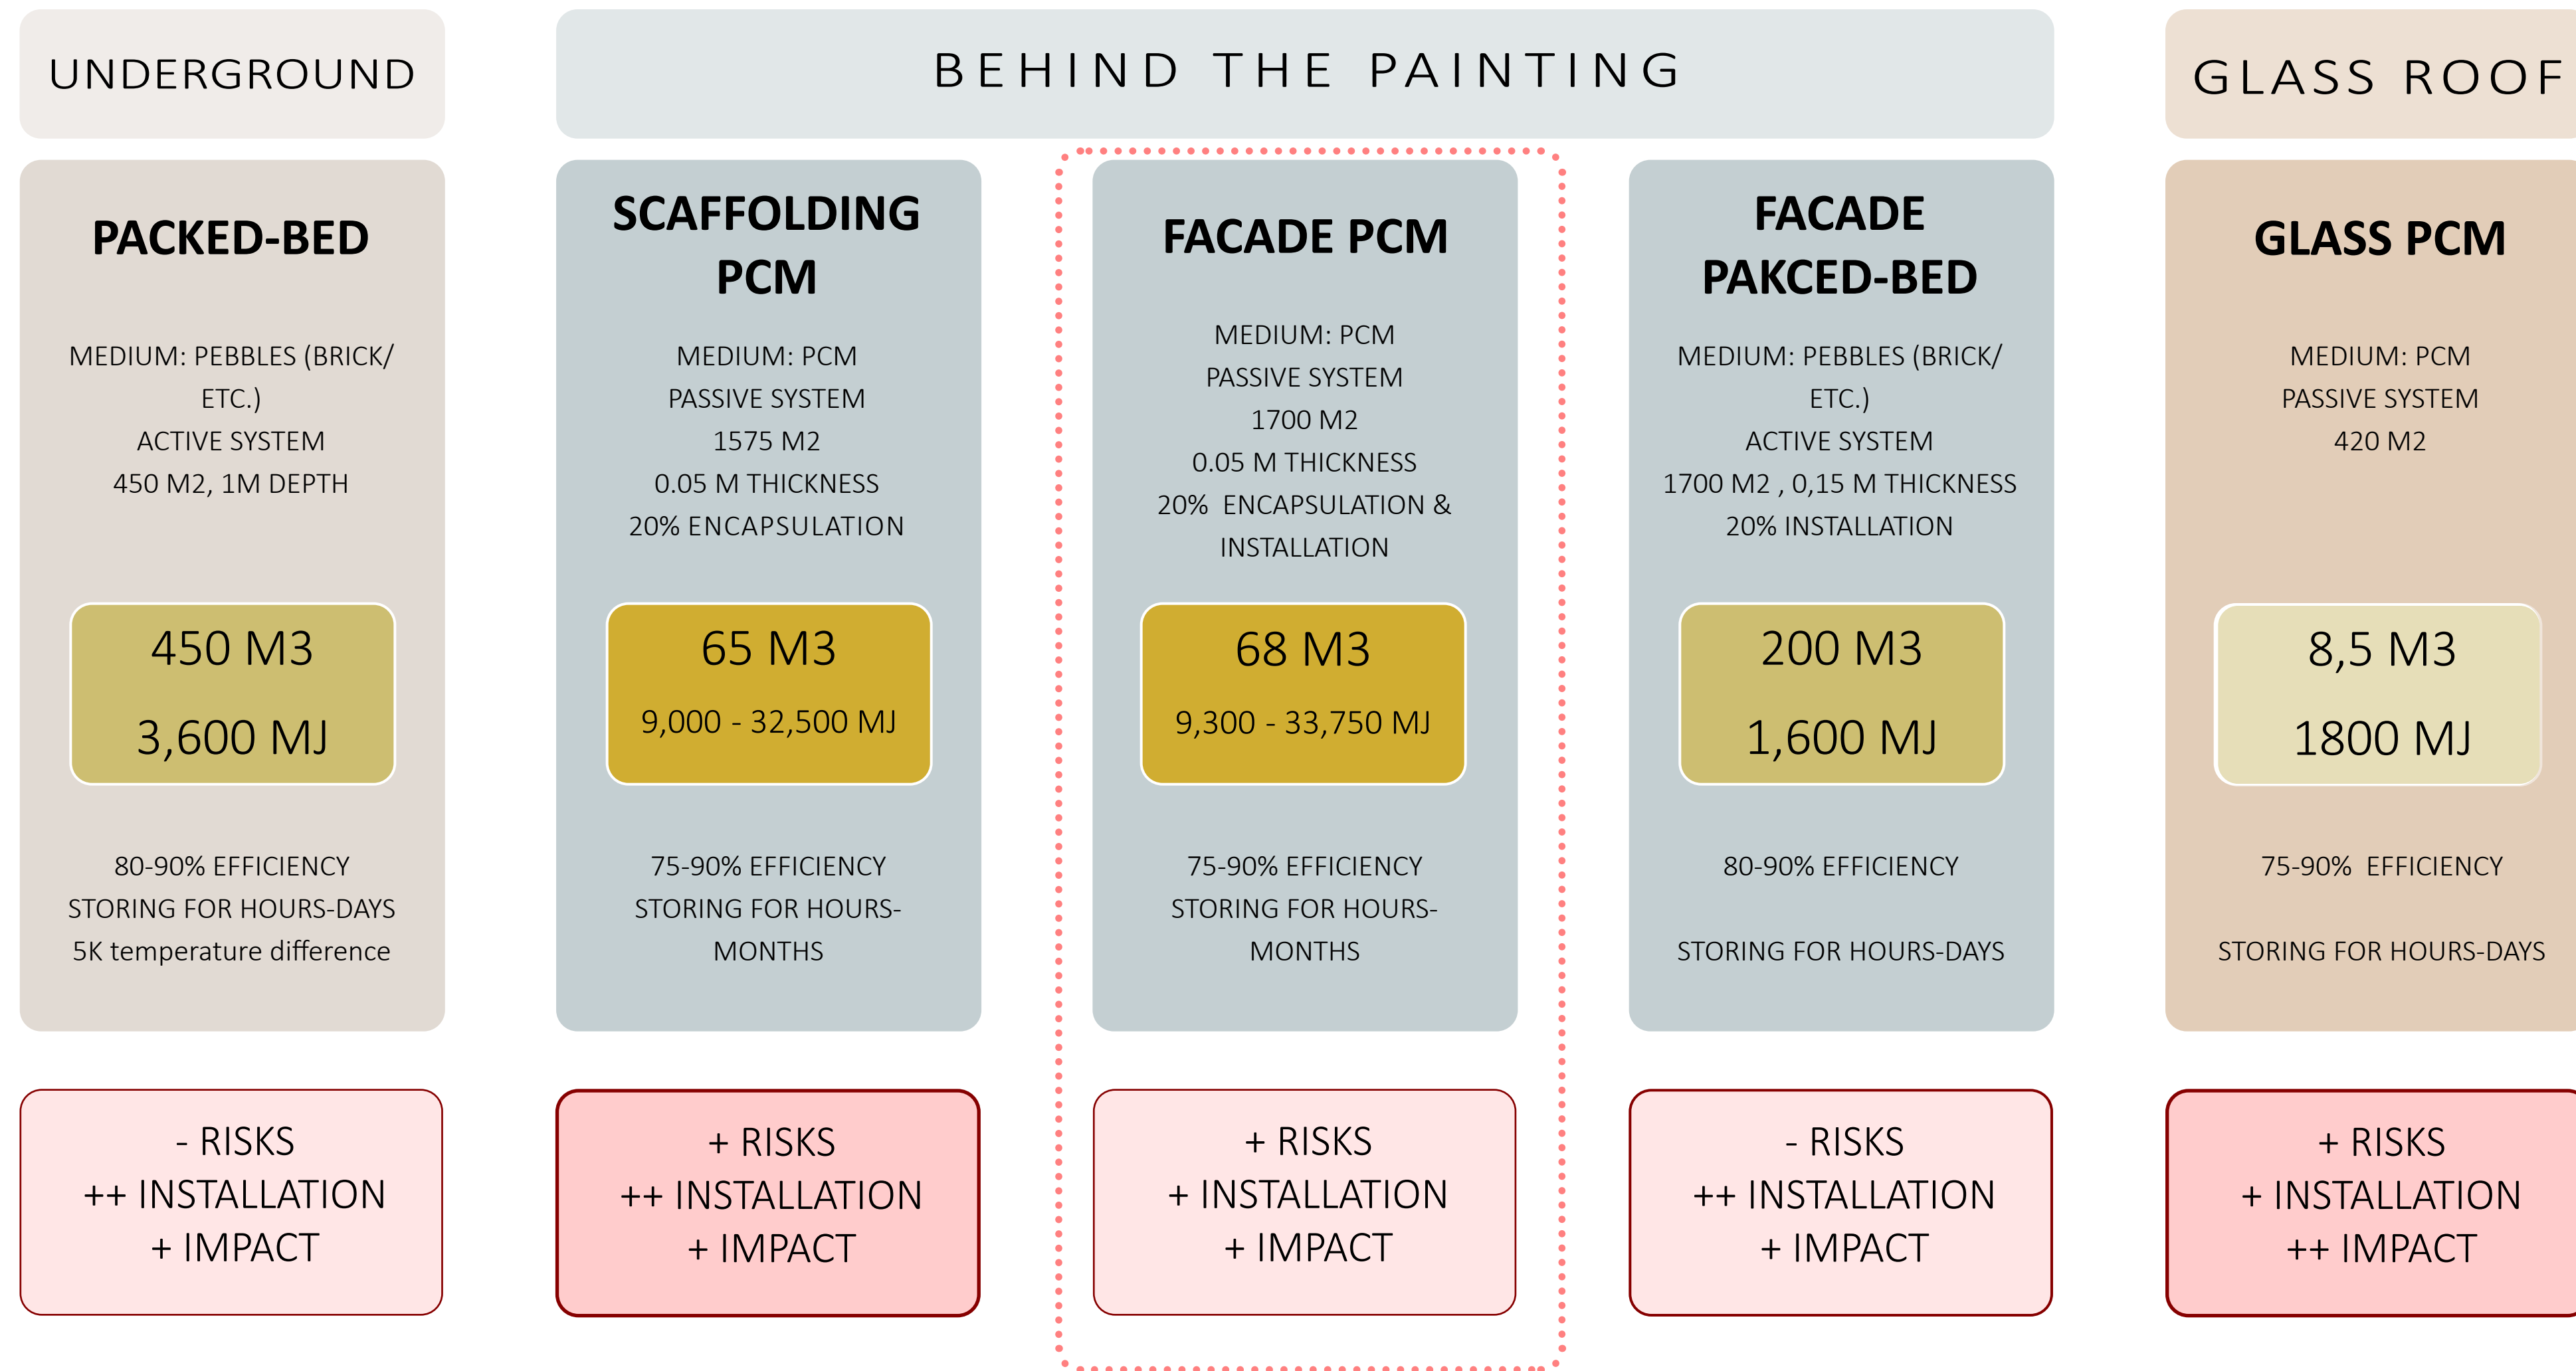 UNDERGROUND
BEHIND THE PAINTING
GLASS ROOF
PACKED-BED
MEDIUM: PEBBLES (BRICK/
ETC.)
ACTIVE SYSTEM
450 M2, 1M DEPTH
450 M3
3,600 MJ
80-90% EFFICIENCY
STORING FOR HOURS-DAYS
5K temperature difference
- RISKS
++ INSTALLATION
+ IMPACT
SCAFFOLDING
PCM
MEDIUM: PCM
PASSIVE SYSTEM
1575 M2
0.05 M THICKNESS
20% ENCAPSULATION
65 M3
9,000 - 32,500 MJ
75-90% EFFICIENCY
STORING FOR HOURS-
MONTHS
+ RISKS
++ INSTALLATION
+ IMPACT
FACADE PCM
MEDIUM: PCM
PASSIVE SYSTEM
1700 M2
0.05 M THICKNESS
20% ENCAPSULATION &
INSTALLATION
68 M3
9,300 - 33,750 MJ
75-90% EFFICIENCY
STORING FOR HOURS-
MONTHS
+ RISKS
+ INSTALLATION
+ IMPACT
FACADE
PAKCED-BED
MEDIUM: PEBBLES (BRICK/
ETC.)
ACTIVE SYSTEM
1700 M2 , 0,15 M THICKNESS
20% INSTALLATION
200 M3
1,600 MJ
80-90% EFFICIENCY
STORING FOR HOURS-DAYS
- RISKS
++ INSTALLATION
+ IMPACT
GLASS PCM
MEDIUM: PCM
PASSIVE SYSTEM
420 M2
8,5 M3
1800 MJ
75-90% EFFICIENCY
STORING FOR HOURS-DAYS
+ RISKS
+ INSTALLATION
++ IMPACT